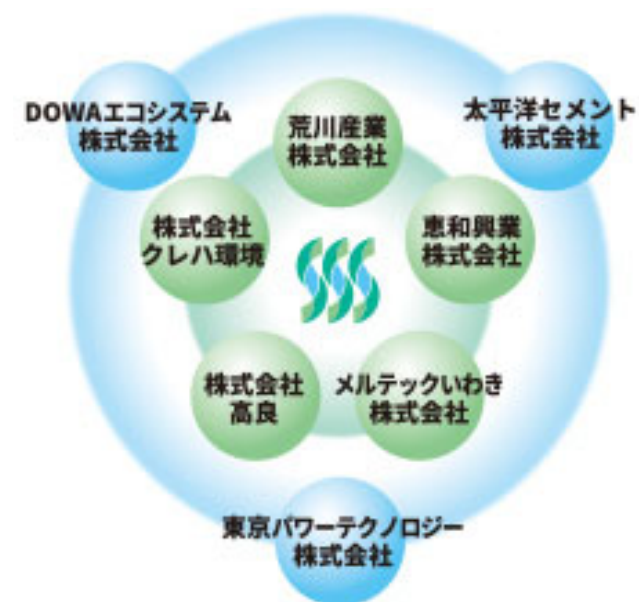 DOWAエコシステム
株式会社
荒川産業
株式会社
太平洋セメント
株式会社
株式会社
クレハ環境
恵和興業
株式会社
株式会社
高良
メルテックいわき
株式会社
東京パワーテクノロジー
株式会社